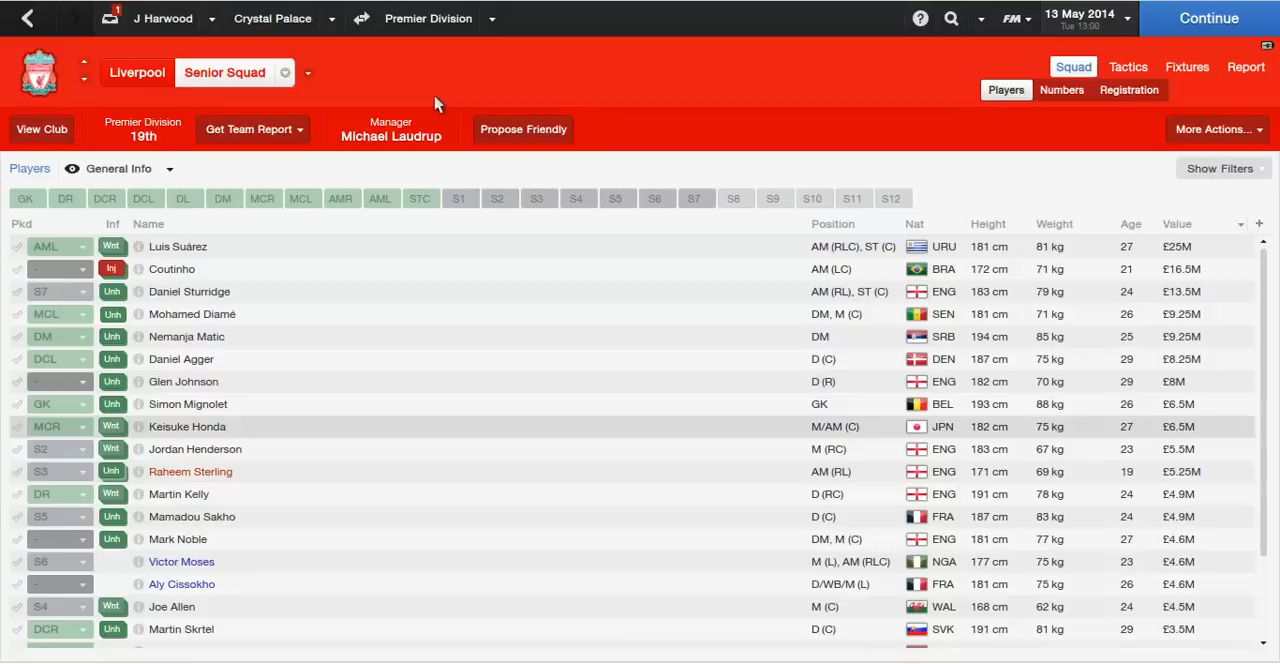 1
J Harwood Crystal Palace Premier Division ? FM 13 May 2014 Continue
Tue 13:00
Liverpool Senior Squad Squad Tactics Fixtures Report
Players Numbers Registration
View Club Premier Division Get Team Report Manager Propose Friendly More Actions...
19th Michael Laudrup
Players General Info Show Filters
GK DR DCR DCL DL DM MCR MCL AMR AML STC S1 S2 S3 S4 S5 S6 S7 S8 S9 S10 S11 S12
Pkd Inf Name Position Nat Height Weight Age Value +
AML Wnt Luis Suárez AM (RLC), ST (C) URU 181 cm 81 kg 27 £25M
- Inj Coutinho AM (LC) BRA 172 cm 71 kg 21 £16.5M
S7 Unh Daniel Sturridge AM (RL), ST (C) ENG 183 cm 79 kg 24 £13.5M
MCL Unh Mohamed Diamé DM, M (C) SEN 181 cm 71 kg 26 £9.25M
DM Unh Nemanja Matic DM SRB 194 cm 85 kg 25 £9.25M
DCL Unh Daniel Agger D (C) DEN 187 cm 75 kg 29 £8.25M
- Unh Glen Johnson D (R) ENG 182 cm 70 kg 29 £8M
GK Unh Simon Mignolet GK BEL 193 cm 88 kg 26 £6.5M
MCR Wnt Keisuke Honda M/AM (C) JPN 182 cm 75 kg 27 £6.5M
S2 Wnt Jordan Henderson M (RC) ENG 183 cm 67 kg 23 £5.5M
S3 Unh Raheem Sterling AM (RL) ENG 171 cm 69 kg 19 £5.25M
DR Wnt Martin Kelly D (RC) ENG 191 cm 78 kg 24 £4.9M
S5 Unh Mamadou Sakho D (C) FRA 187 cm 83 kg 24 £4.9M
- Unh Mark Noble DM, M (C) ENG 181 cm 77 kg 27 £4.6M
S6 Victor Moses M (L), AM (RLC) NGA 177 cm 75 kg 23 £4.6M
- Aly Cissokho D/WB/M (L) FRA 181 cm 75 kg 26 £4.6M
S4 Wnt Joe Allen M (C) WAL 168 cm 62 kg 24 £4.5M
DCR Unh Martin Skrtel D (C) SVK 191 cm 81 kg 29 £3.5M